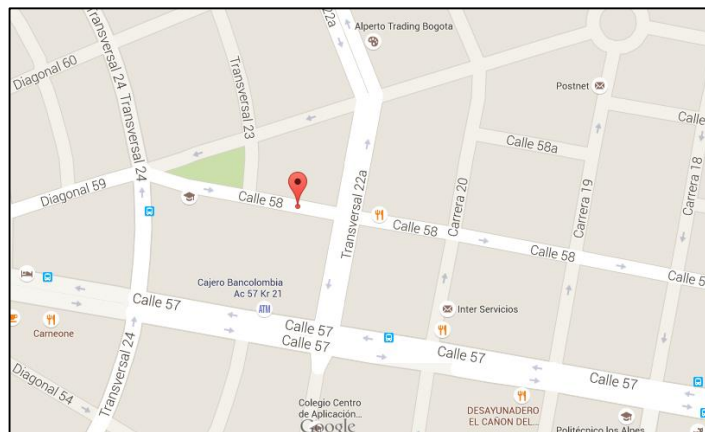 22a
Alperto Trading Bogota
Diagonal 60
Transversal 24
Transversal 24
Transversal 23
Postnet
Calle
Calle 58a
Carrera 18
Diagonal 59
Calle 58
Transversal 22a
Calle 58
Carrera 20
Carrera 19
Calle 58
Calle 5
Cajero Bancolombia
Ac 57 Kr 21
ATM
Calle 57
Inter Servicios
Carneone
Transversal 24
Calle 57
Calle 57
Calle 57
Calle 57
Diagonal 54
Colegio Centro
de Aplicación...
Google
DESAYUNADERO
EL CAÑON DEL...
Politécnico los Alpes